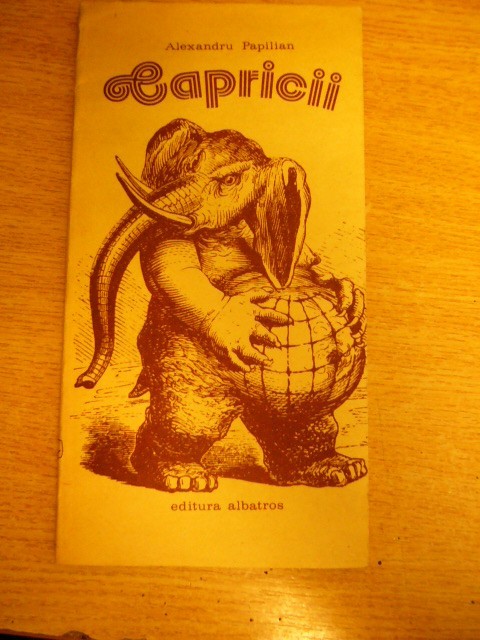 Alexandru Papilian
Capricii
editura albatros